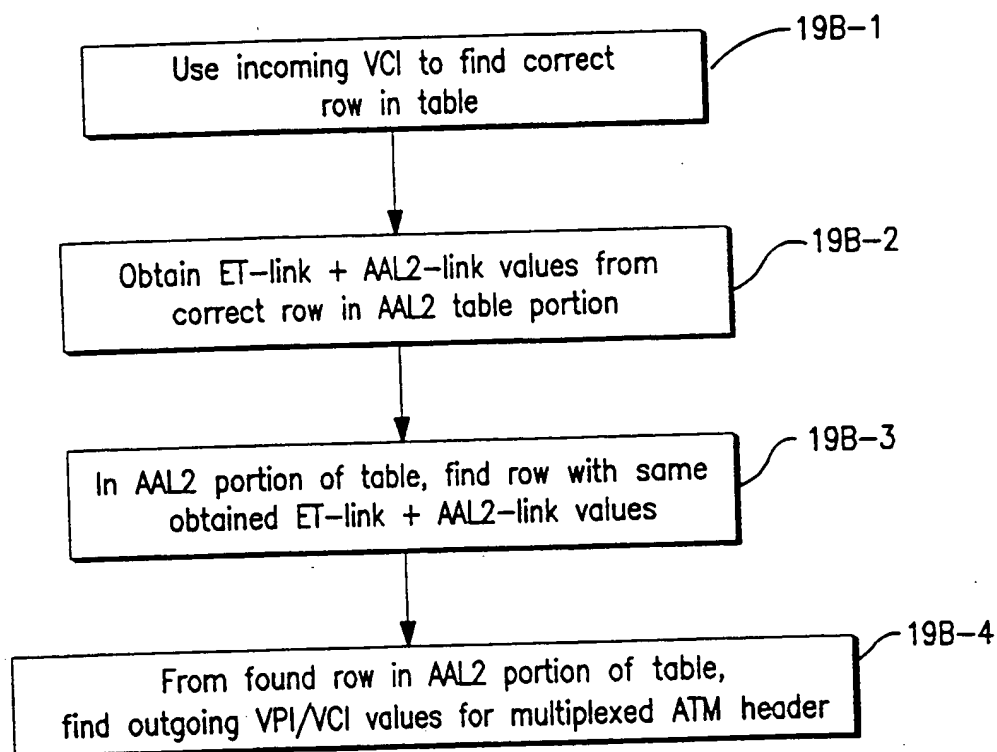 19B-1
Use incoming VCI to find correct
row in table
19B-2
Obtain ET-link + AAL2-link values from
correct row in AAL2 table portion
19B-3
In AAL2 portion of table, find row with same
obtained ET-link + AAL2-link values
19B-4
From found row in AAL2 portion of table,
find outgoing VPI/VCI values for multiplexed ATM header